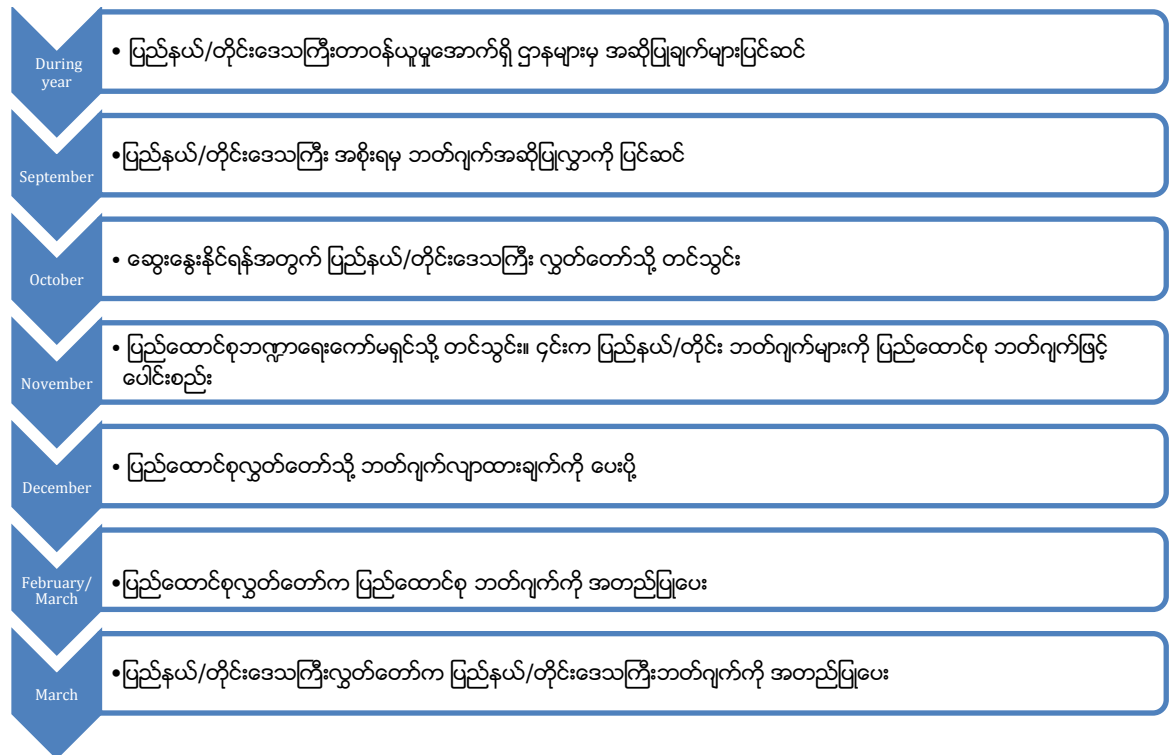 During
year
• ပြည်နယ်/တိုင်းဒေသကြီးတာဝန်ယူမှုအောက်ရှိ ဌာနများမှ အဆိုပြုချက်များပြင်ဆင်
September
•ပြည်နယ်/တိုင်းဒေသကြီး အစိုးရမှ ဘတ်ဂျက်အဆိုပြုလွှာကို ပြင်ဆင်
October
• ဆွေးနွေးနိုင်ရန်အတွက် ပြည်နယ်/တိုင်းဒေသကြီး လွှတ်တော်သို့ တင်သွင်း
November
• ပြည်ထောင်စုဘဏ္ဍာရေးကော်မရှင်သို့ တင်သွင်း။ ၄င်းက ပြည်နယ်/တိုင်း ဘတ်ဂျက်များကို ပြည်ထောင်စု ဘတ်ဂျက်ဖြင့်
ပေါင်းစည်း
December
• ပြည်ထောင်စုလွှတ်တော်သို့ ဘတ်ဂျက်လျာထားချက်ကို ပေးပို့
February/
March
•ပြည်ထောင်စုလွှတ်တော်က ပြည်ထောင်စု ဘတ်ဂျက်ကို အတည်ပြုပေး
March
•ပြည်နယ်/တိုင်းဒေသကြီးလွှတ်တော်က ပြည်နယ်/တိုင်းဒေသကြီးဘတ်ဂျက်ကို အတည်ပြုပေး